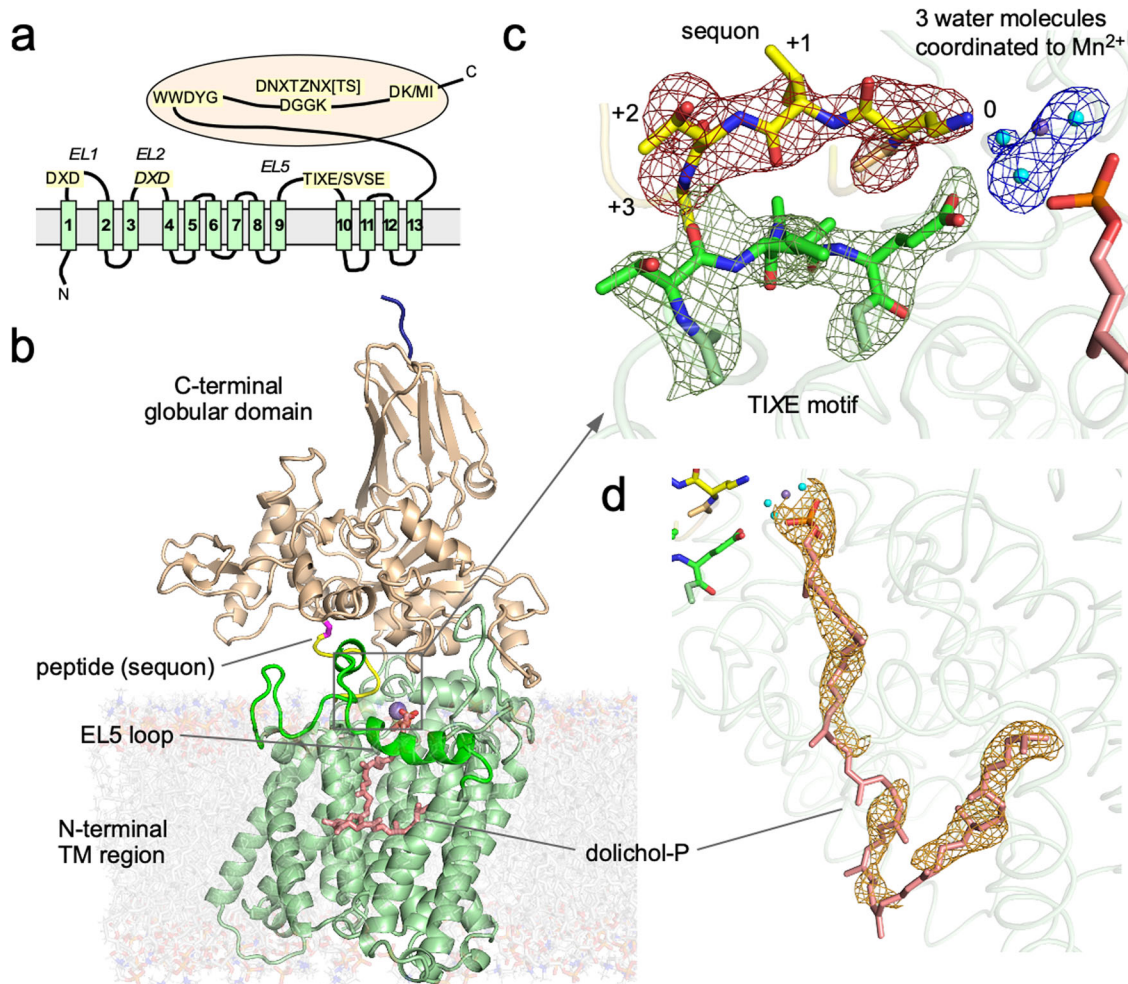 a
DNXTZNX[TS]
WWDYG
DGGK
DK/MI
C
EL1
EL2
EL5
DXD
DXD
TIXE/SVSE
1 2 3 4 5 6 7 8 9 10 11 12 13
N
b
C-terminal
globular domain
peptide (sequon)
EL5 loop
N-terminal
TM region
dolichol-P
c
sequon
+1
3 water molecules
coordinated to Mn2+
0
+2
+3
TIXE motif
d